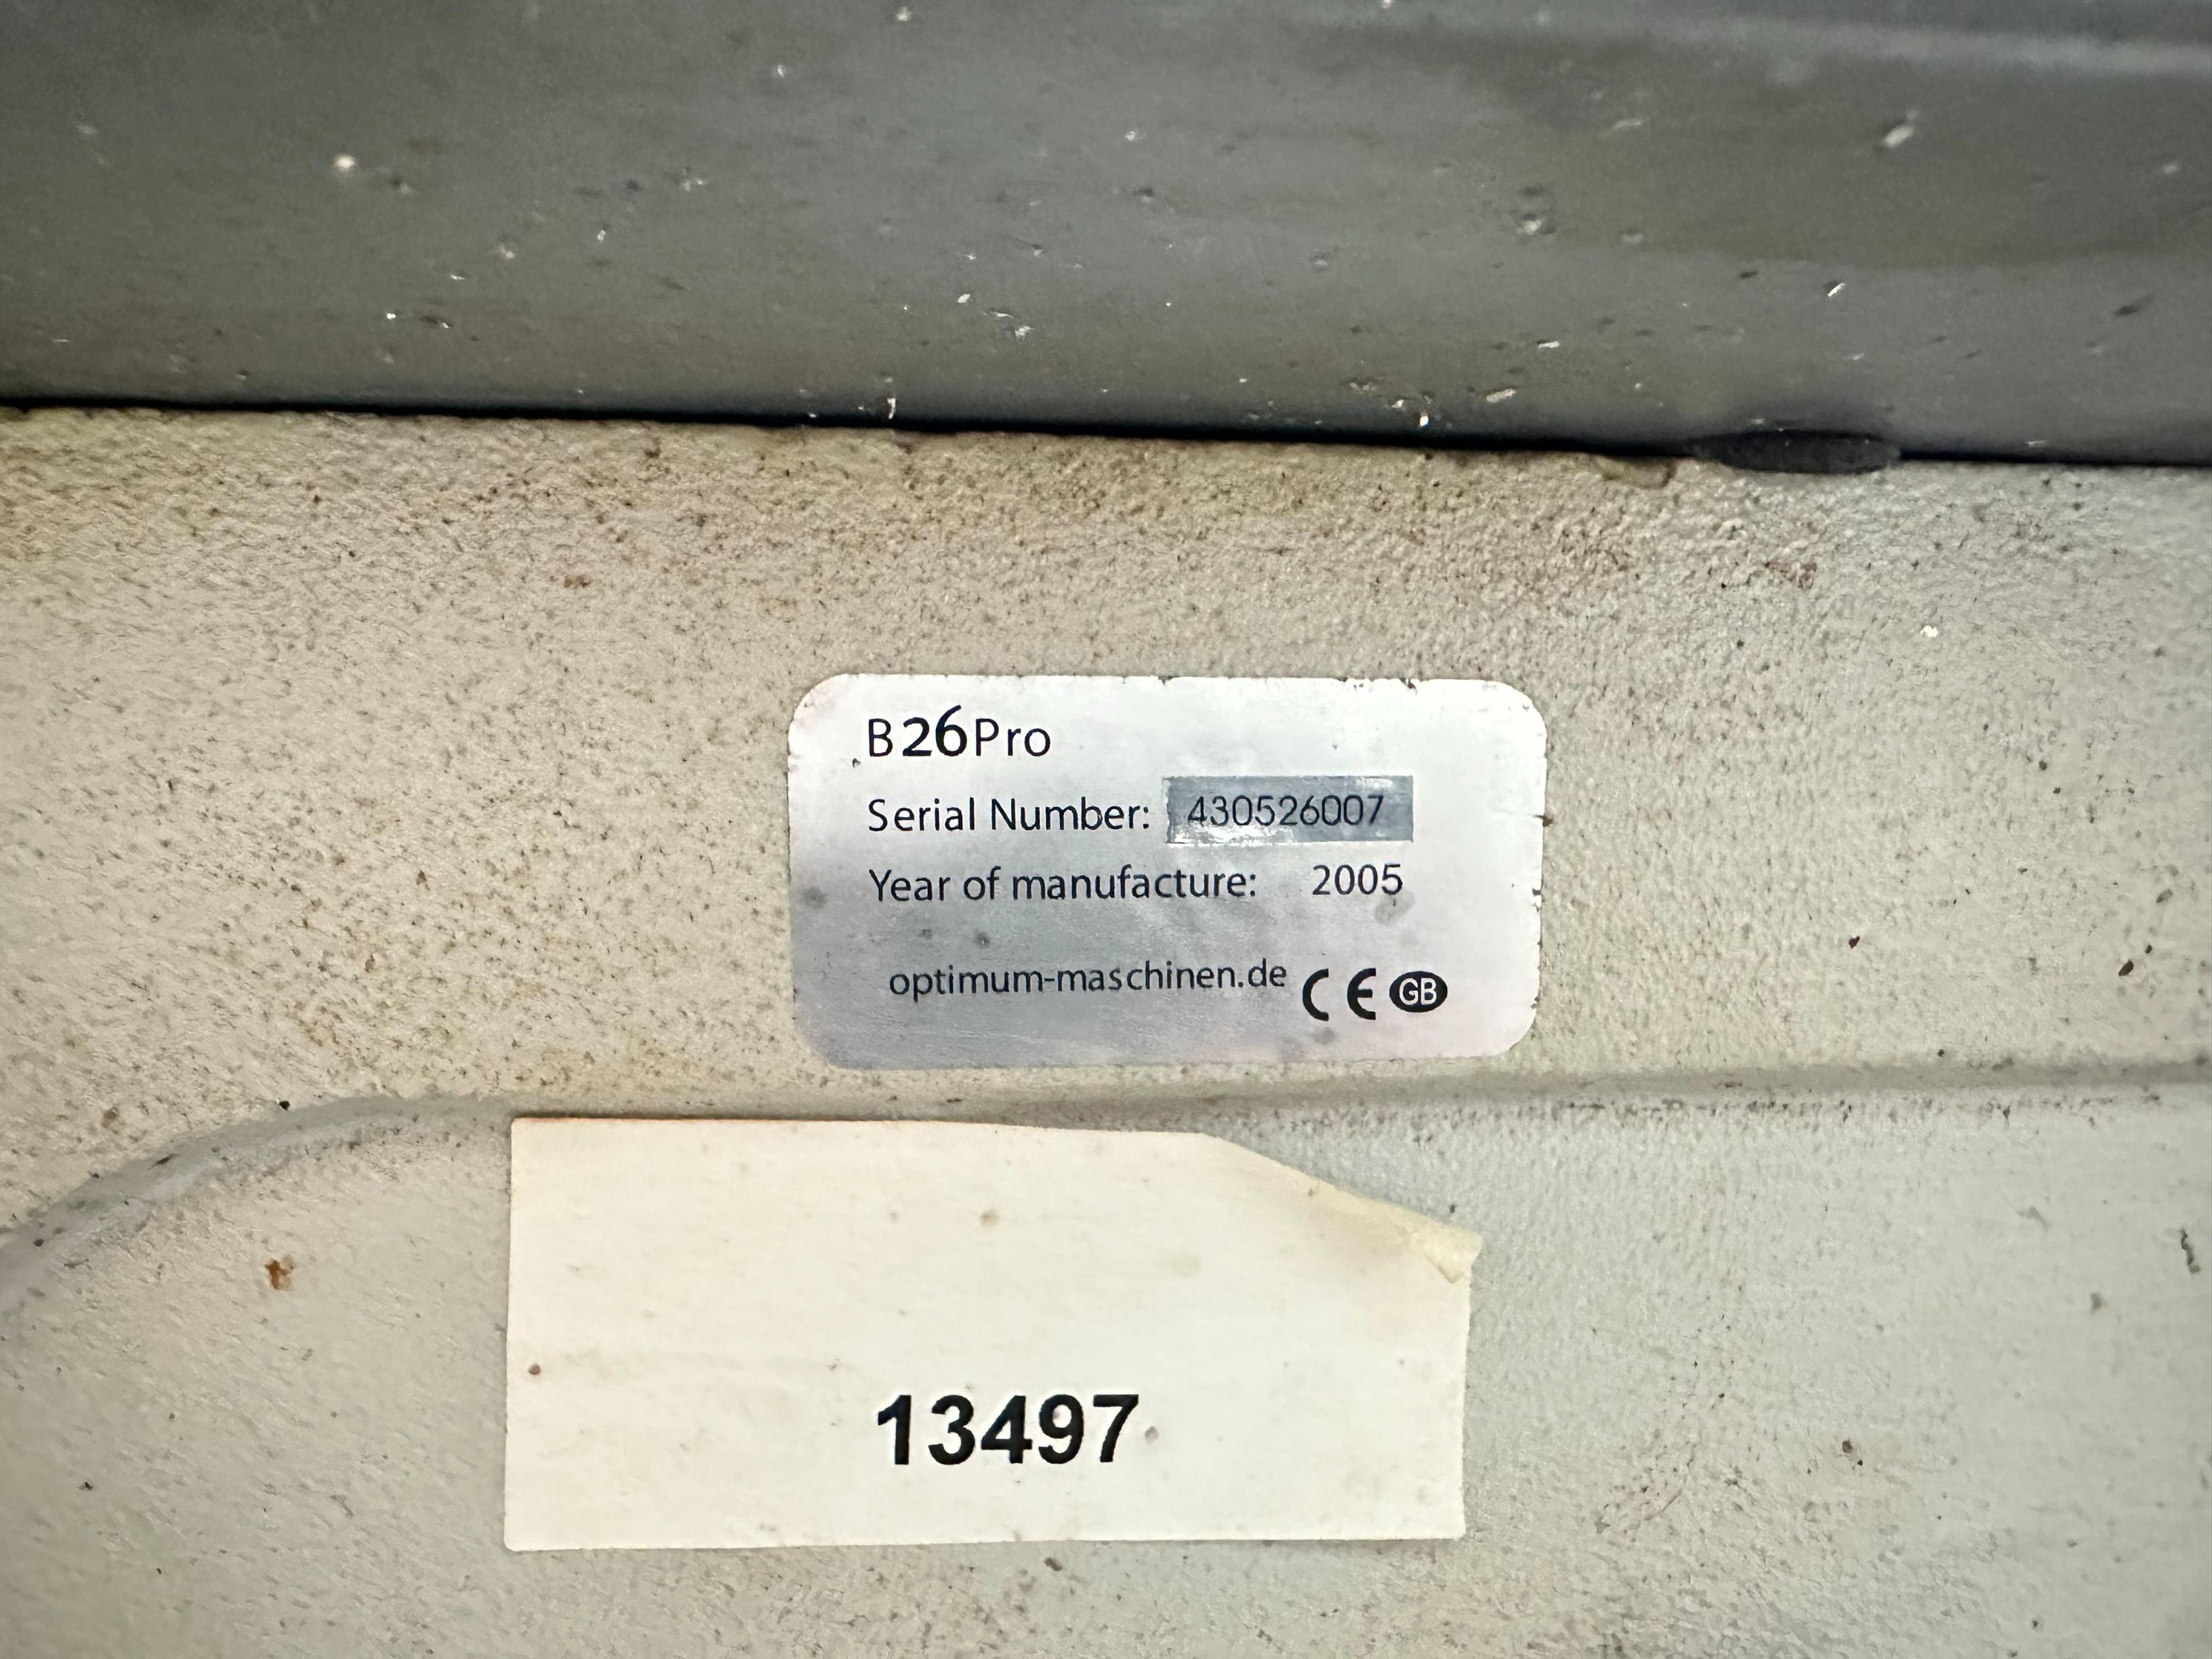 B26Pro
Serial Number: 430526007
Year of manufacture: 2005
optimum-maschinen.de CE GB
13497